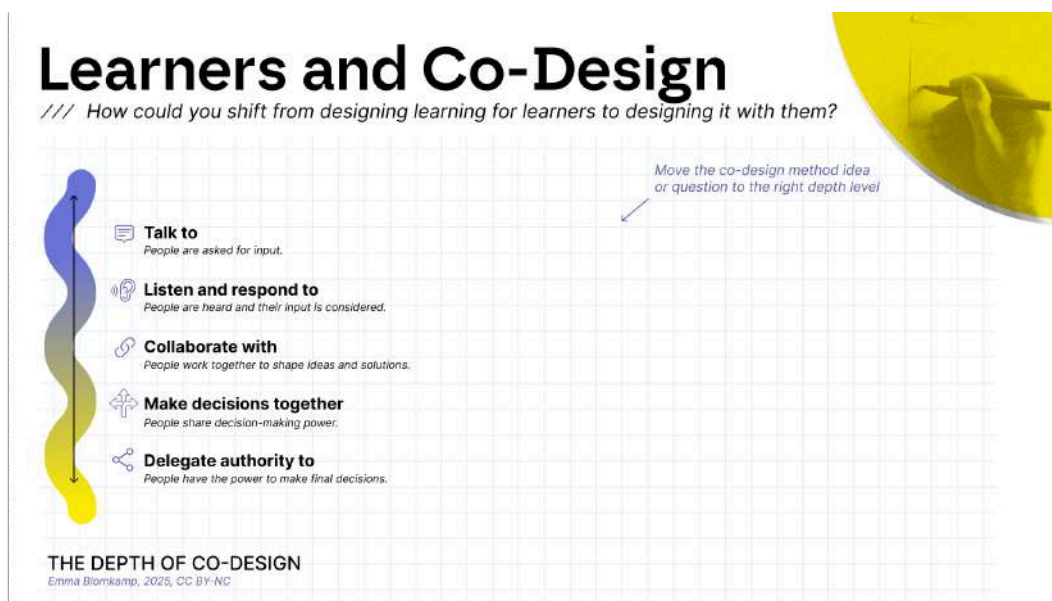 Learners and Co-Design
/// How could you shift from designing learning for learners to designing it with them?
Move the co-design method idea
or question to the right depth level
Talk to
People are asked for input.
Listen and respond to
People are heard and their input is considered.
Collaborate with
People work together to shape ideas and solutions.
Make decisions together
People share decision-making power.
Delegate authority to
People have the power to make final decisions.
THE DEPTH OF CO-DESIGN
Emma Blomkamp, 2025, CC BY-NC